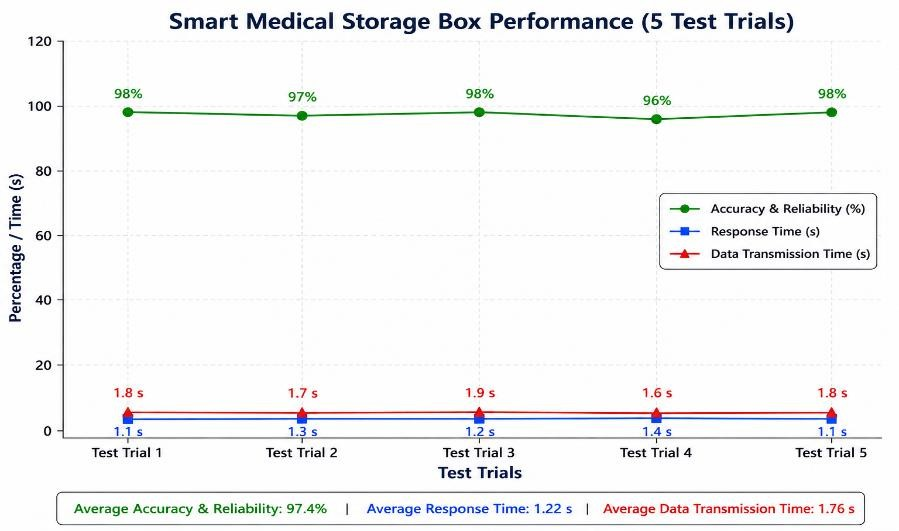 Smart Medical Storage Box Performance (5 Test Trials)
120
100
80
60
40
20
0
Percentage / Time (s)
98% 97% 98% 96% 98%
Accuracy & Reliability (%)
Response Time (s)
Data Transmission Time (s)
1.8 s 1.7 s 1.9 s 1.6 s 1.8 s
1.1 s 1.3 s 1.2 s 1.4 s 1.1 s
Test Trial 1 Test Trial 2 Test Trial 3 Test Trial 4 Test Trial 5
Test Trials
Average Accuracy & Reliability: 97.4% | Average Response Time: 1.22 s | Average Data Transmission Time: 1.76 s